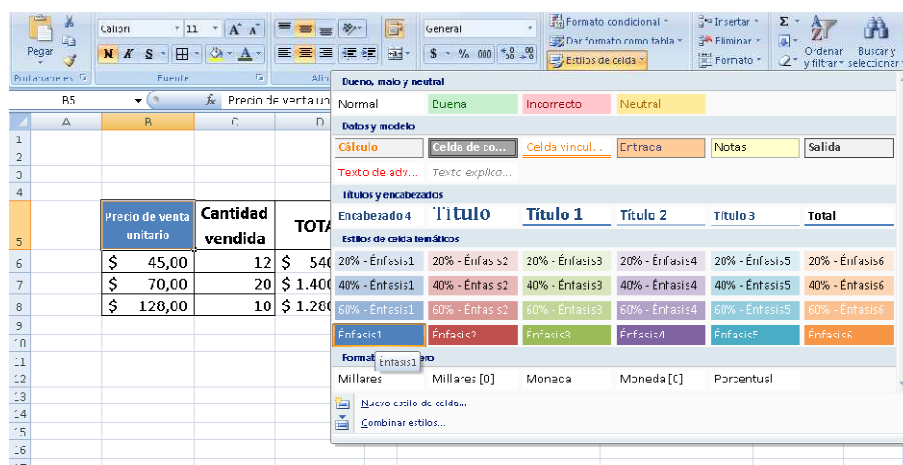 Calibri 11 A A General Formato condicional Insertar Σ
Pegar N K S A $ % 000 Dar formato como tabla Eliminar Ordenar y filtrar Buscar y seleccionar
Estilos de celda Formato
Portapapeles Fuente Alin
B5 fx Precio de venta un
A B C D
Bueno, malo y neutral
Normal Buena Incorrecto Neutral
Datos y modelo
Cálculo Celda de co... Celda vincul... Entrada Notas Salida
Texto de adv... Texto explica...
Títulos y encabezados
Encabezado 4 Título Título 1 Título 2 Título 3 Total
Estilos de celda temáticos
20% - Énfasis1 20% - Énfasis2 20% - Énfasis3 20% - Énfasis4 20% - Énfasis5 20% - Énfasis6
40% - Énfasis1 40% - Énfasis2 40% - Énfasis3 40% - Énfasis4 40% - Énfasis5 40% - Énfasis6
60% - Énfasis1 60% - Énfasis2 60% - Énfasis3 60% - Énfasis4 60% - Énfasis5 60% - Énfasis6
Énfasis1 Énfasis2 Énfasis3 Énfasis4 Énfasis5 Énfasis6
Énfasis1
Format ero
Millares Millares [0] Moneda Moneda [0] Porcentual
Nuevo estilo de celda...
Combinar estilos...
1
2
3
4
5 Precio de venta unitario Cantidad vendida TOTA
6 $ 45,00 12 $ 540
7 $ 70,00 20 $ 1.400
8 $ 128,00 10 $ 1.280
9
10
11
12
13
14
15
16